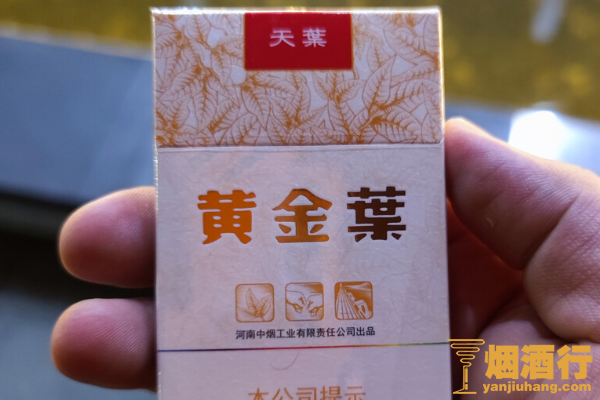 天葉
黄金葉
河南中烟工业有限责任公司出品
本公司提示
烟酒行
yanjiuhang.com